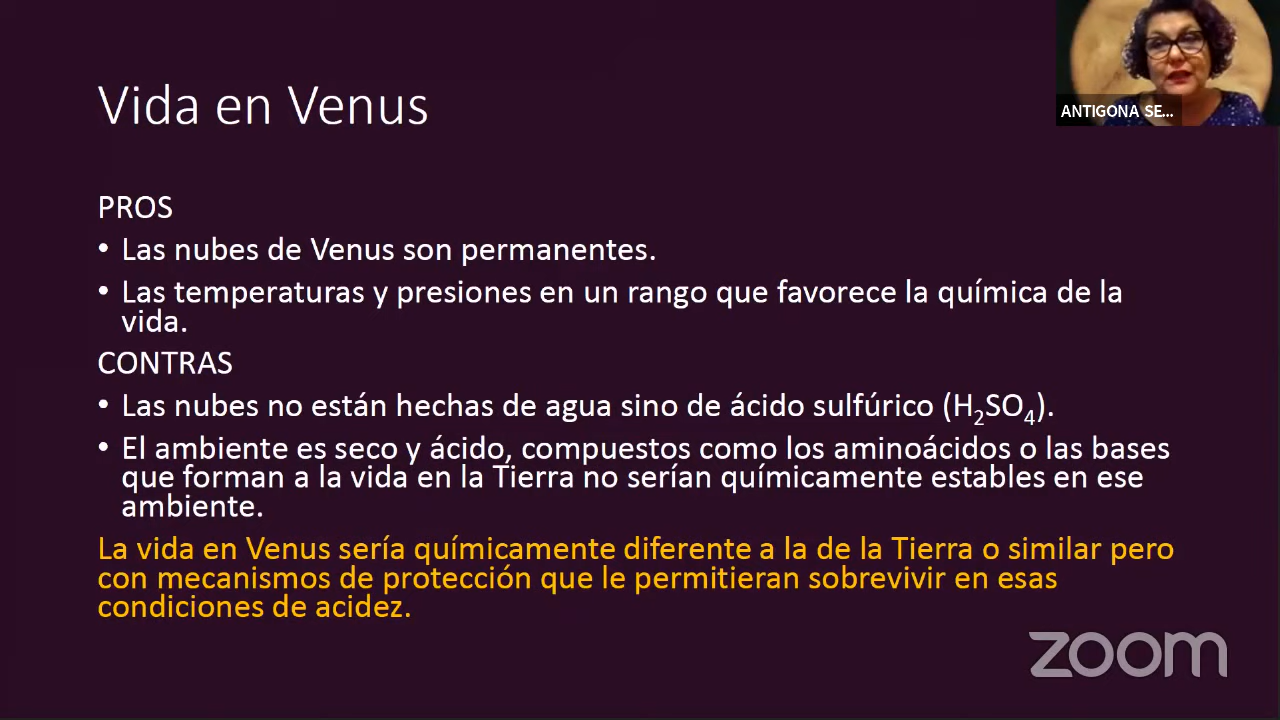 ANTIGONA SE...
Vida en Venus
PROS
• Las nubes de Venus son permanentes.
• Las temperaturas y presiones en un rango que favorece la química de la
vida.
CONTRAS
• Las nubes no están hechas de agua sino de ácido sulfúrico (H₂SO₄).
• El ambiente es seco y ácido, compuestos como los aminoácidos o las bases
que forman a la vida en la Tierra no serían químicamente estables en ese
ambiente.
La vida en Venus sería químicamente diferente a la de la Tierra o similar pero
con mecanismos de protección que le permitieran sobrevivir en esas
condiciones de acidez.
zoom